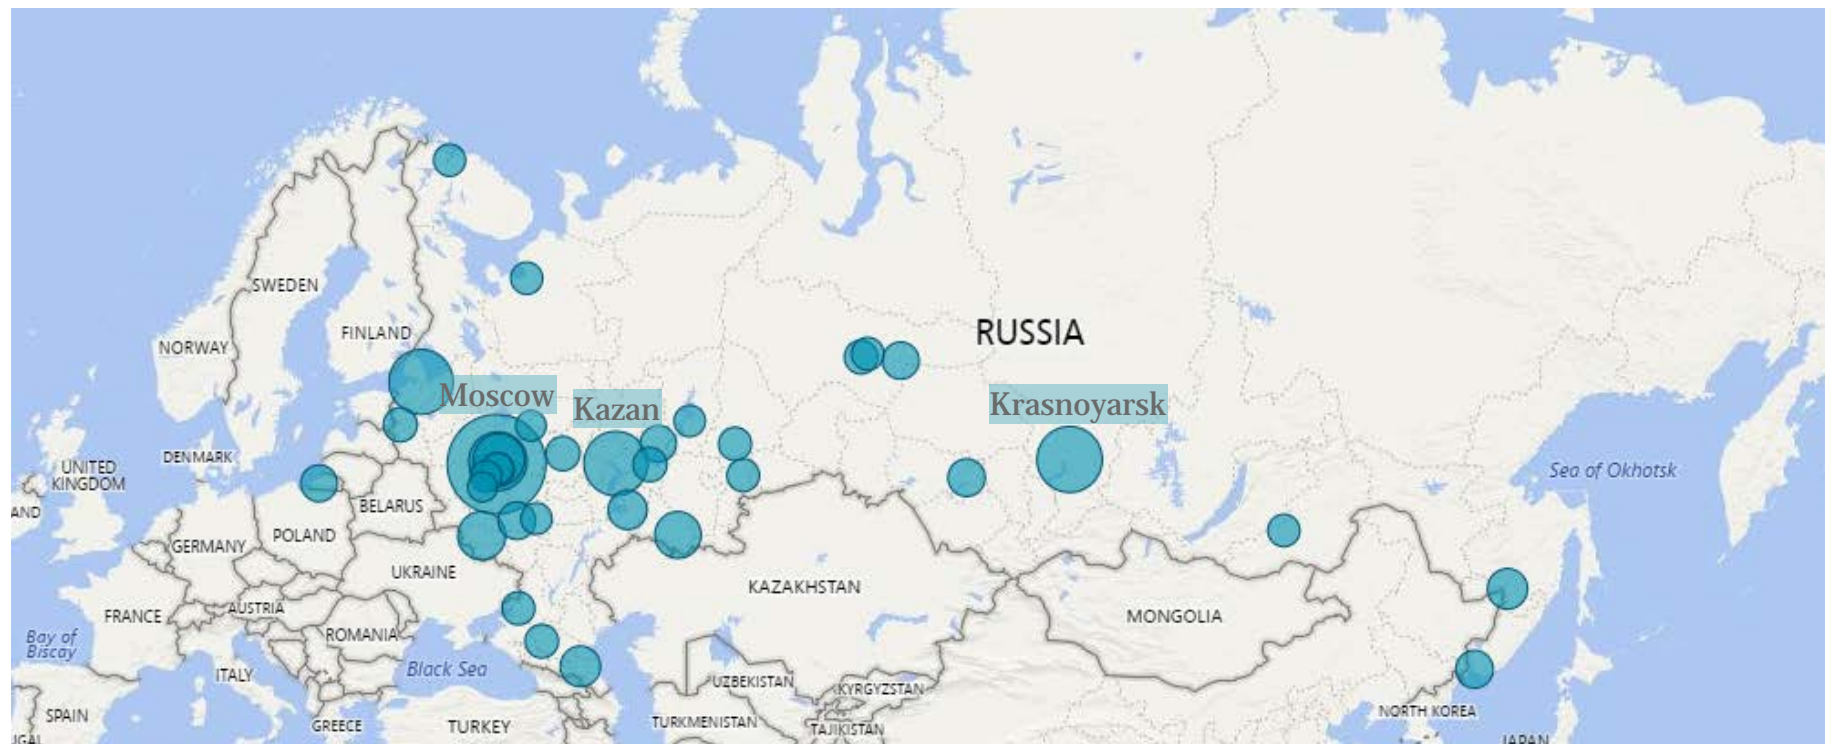 SWEDEN
FINLAND
NORWAY
RUSSIA
Moscow
Kazan
Krasnoyarsk
DENMARK
UNITED
KINGDOM
Sea of Okhotsk
AND
BELARUS
POLAND
GERMANY
UKRAINE
KAZAKHSTAN
MONGOLIA
FRANCE
AUSTRIA
ROMANIA
Bay of
Biscay
Black Sea
ITALY
UZBEKISTAN
KYRGYZSTAN
SPAIN
GREECE
TURKEY
TURKMENISTAN
TAJIKISTAN
NORTH KOREA
JAPAN
UGAL